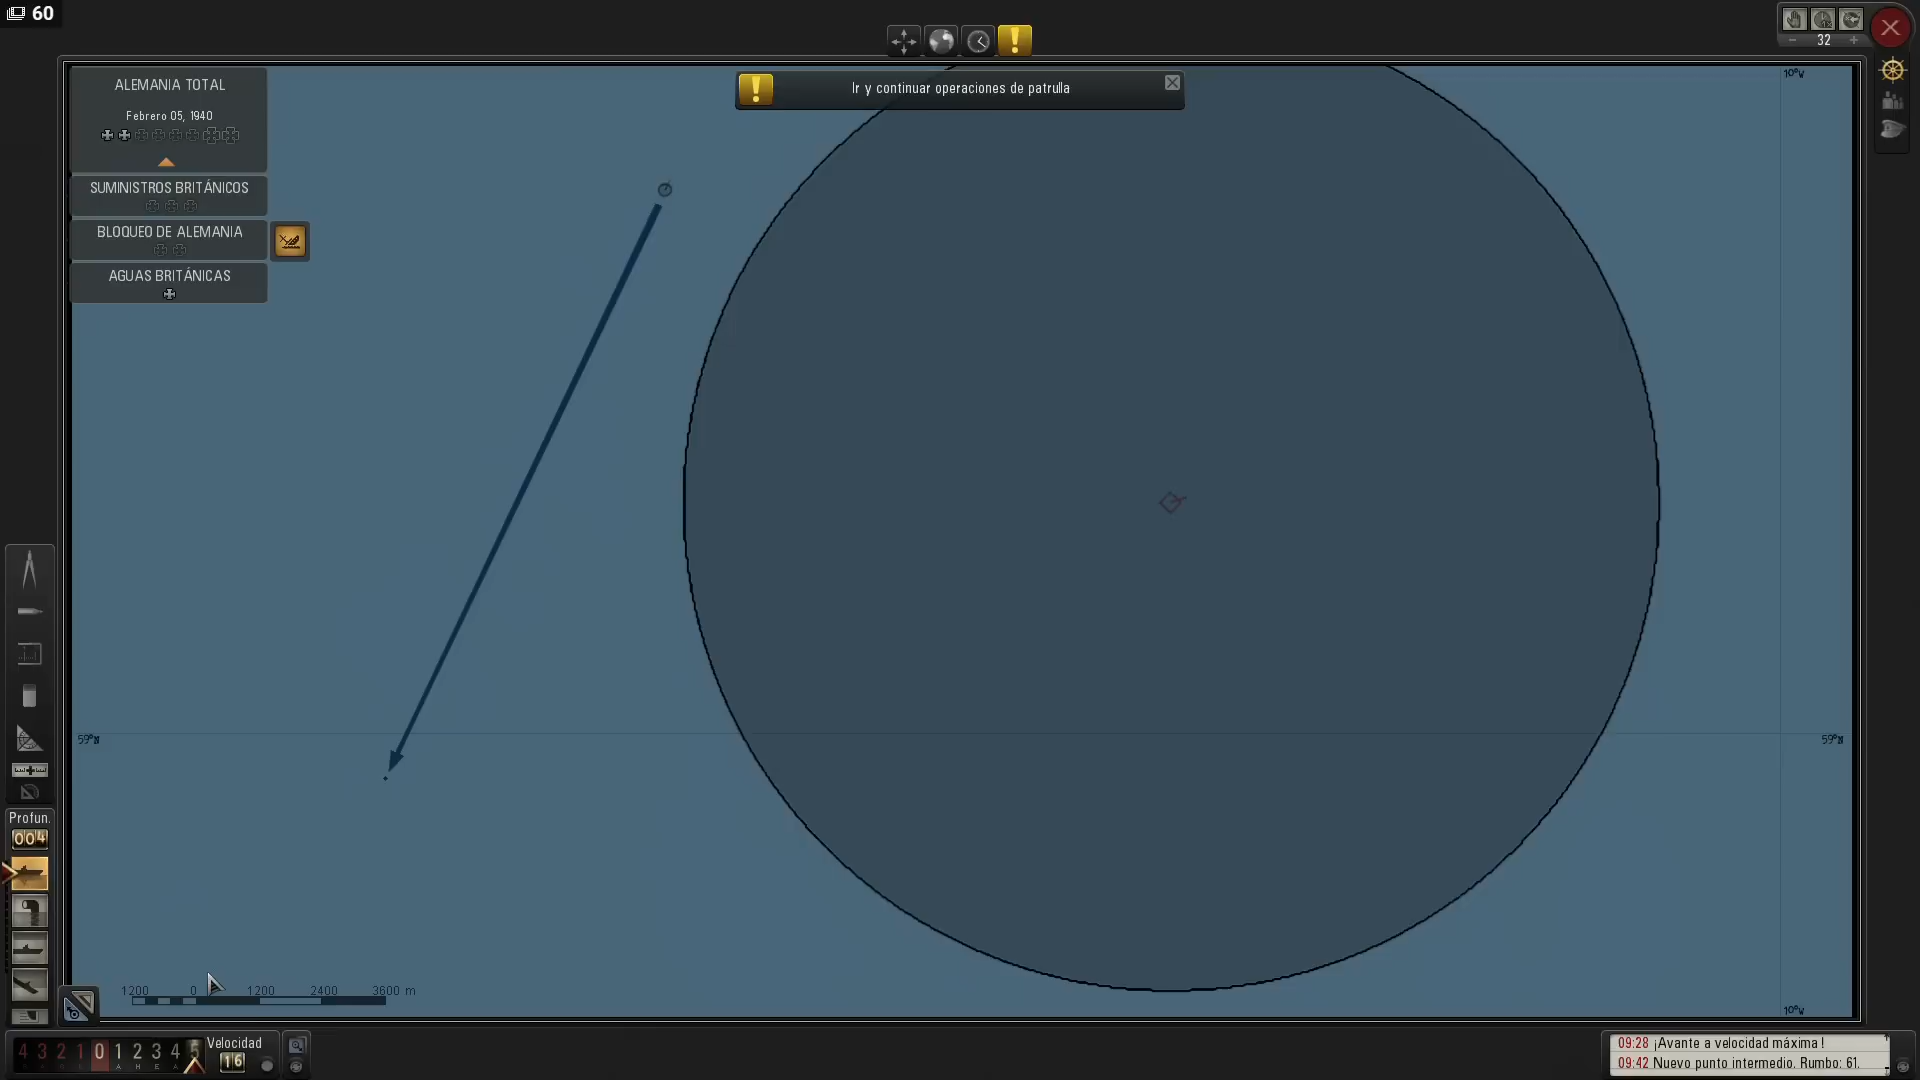 60
32
10°W
ALEMANIA TOTAL
Febrero 05, 1940
Ir y continuar operaciones de patrulla
SUMINISTROS BRITÁNICOS
BLOQUEO DE ALEMANIA
AGUAS BRITÁNICAS
59°N
59°N
Profun.
004
1200 0 1200 2400 3600 m
10°W
4 3 2 1 0 1 2 3 4 5
A H E A
Velocidad
16
09:28 ¡Avante a velocidad máxima !
09:42 Nuevo punto intermedio. Rumbo: 61.